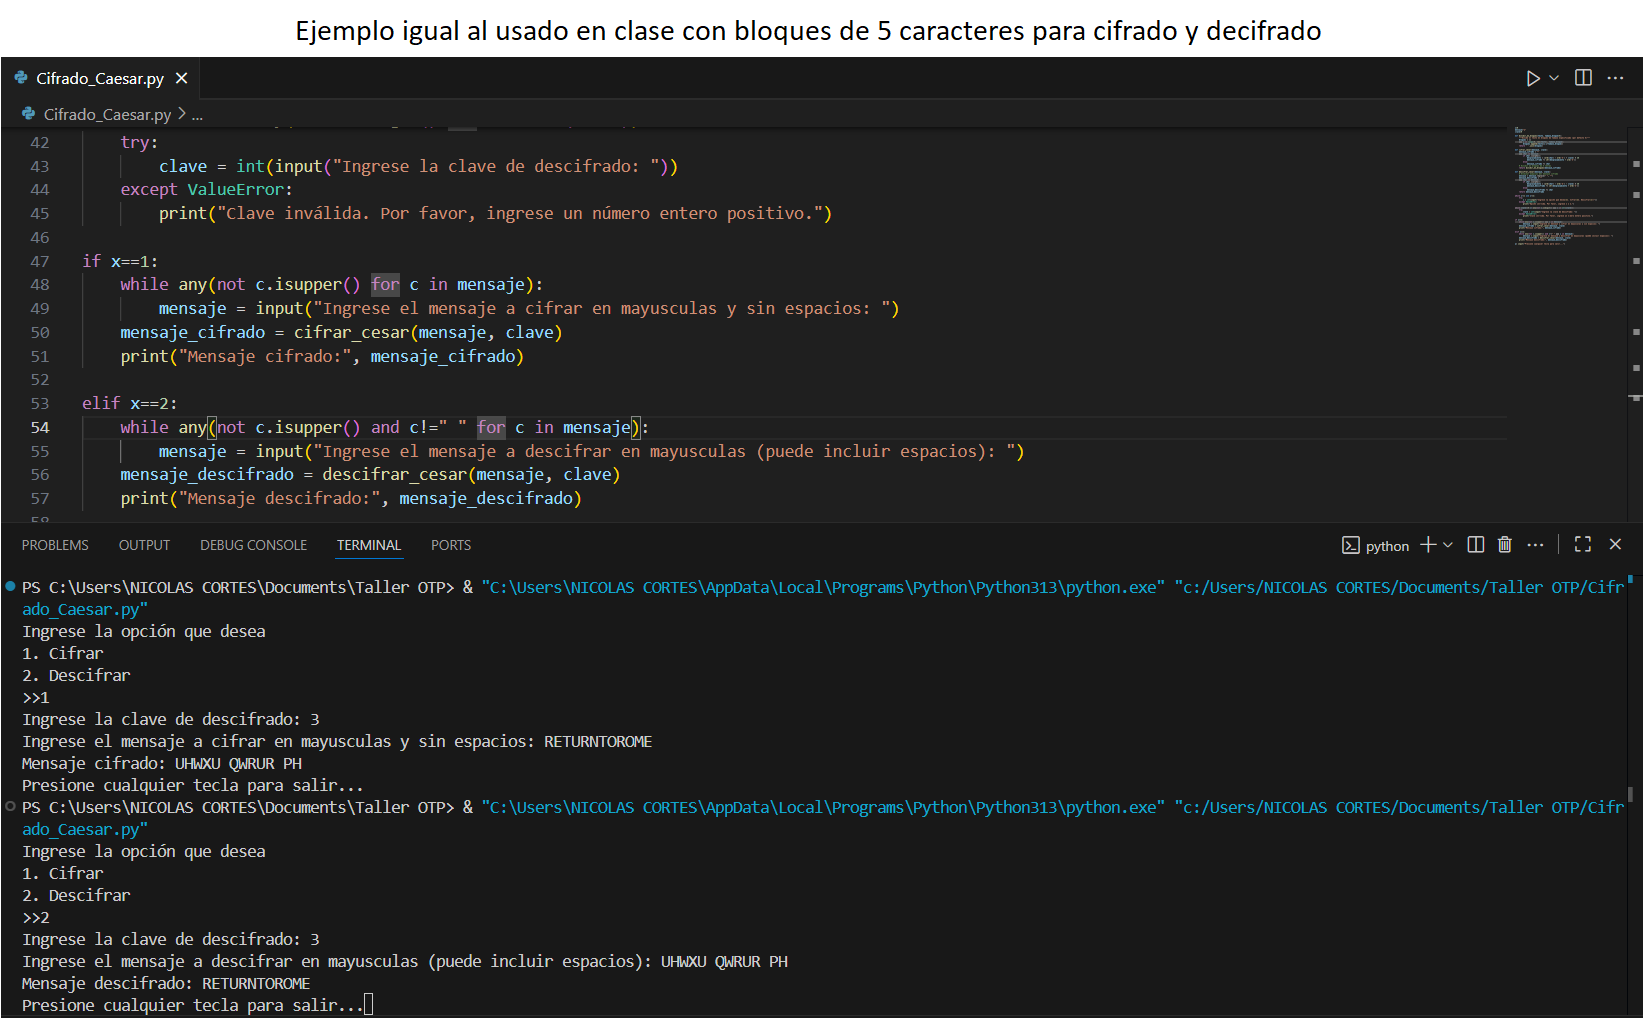 Ejemplo igual al usado en clase con bloques de 5 caracteres para cifrado y decifrado
Cifrado_Caesar.py
Cifrado_Caesar.py > ...
42 try:
43 clave = int(input("Ingrese la clave de descifrado: "))
44 except ValueError:
45 print("Clave inválida. Por favor, ingrese un número entero positivo.")
46
47 if x==1:
48 while any(not c.isupper() for c in mensaje):
49 mensaje = input("Ingrese el mensaje a cifrar en mayusculas y sin espacios: ")
50 mensaje_cifrado = cifrar_cesar(mensaje, clave)
51 print("Mensaje cifrado:", mensaje_cifrado)
52
53 elif x==2:
54 while any(not c.isupper() and c!=" " for c in mensaje):
55 mensaje = input("Ingrese el mensaje a descifrar en mayusculas (puede incluir espacios): ")
56 mensaje_descifrado = descifrar_cesar(mensaje, clave)
57 print("Mensaje descifrado:", mensaje_descifrado)
58
PROBLEMS OUTPUT DEBUG CONSOLE TERMINAL PORTS python
PS C:\Users\NICOLAS CORTES\Documents\Taller OTP> & "C:\Users\NICOLAS CORTES\AppData\Local\Programs\Python\Python313\python.exe" "c:/Users/NICOLAS CORTES/Documents/Taller OTP/Cifr
ado_Caesar.py"
Ingrese la opción que desea
1. Cifrar
2. Descifrar
>>1
Ingrese la clave de descifrado: 3
Ingrese el mensaje a cifrar en mayusculas y sin espacios: RETURNTOROME
Mensaje cifrado: UHWXU QWRUR PH
Presione cualquier tecla para salir...
PS C:\Users\NICOLAS CORTES\Documents\Taller OTP> & "C:\Users\NICOLAS CORTES\AppData\Local\Programs\Python\Python313\python.exe" "c:/Users/NICOLAS CORTES/Documents/Taller OTP/Cifr
ado_Caesar.py"
Ingrese la opción que desea
1. Cifrar
2. Descifrar
>>2
Ingrese la clave de descifrado: 3
Ingrese el mensaje a descifrar en mayusculas (puede incluir espacios): UHWXU QWRUR PH
Mensaje descifrado: RETURNTOROME
Presione cualquier tecla para salir...